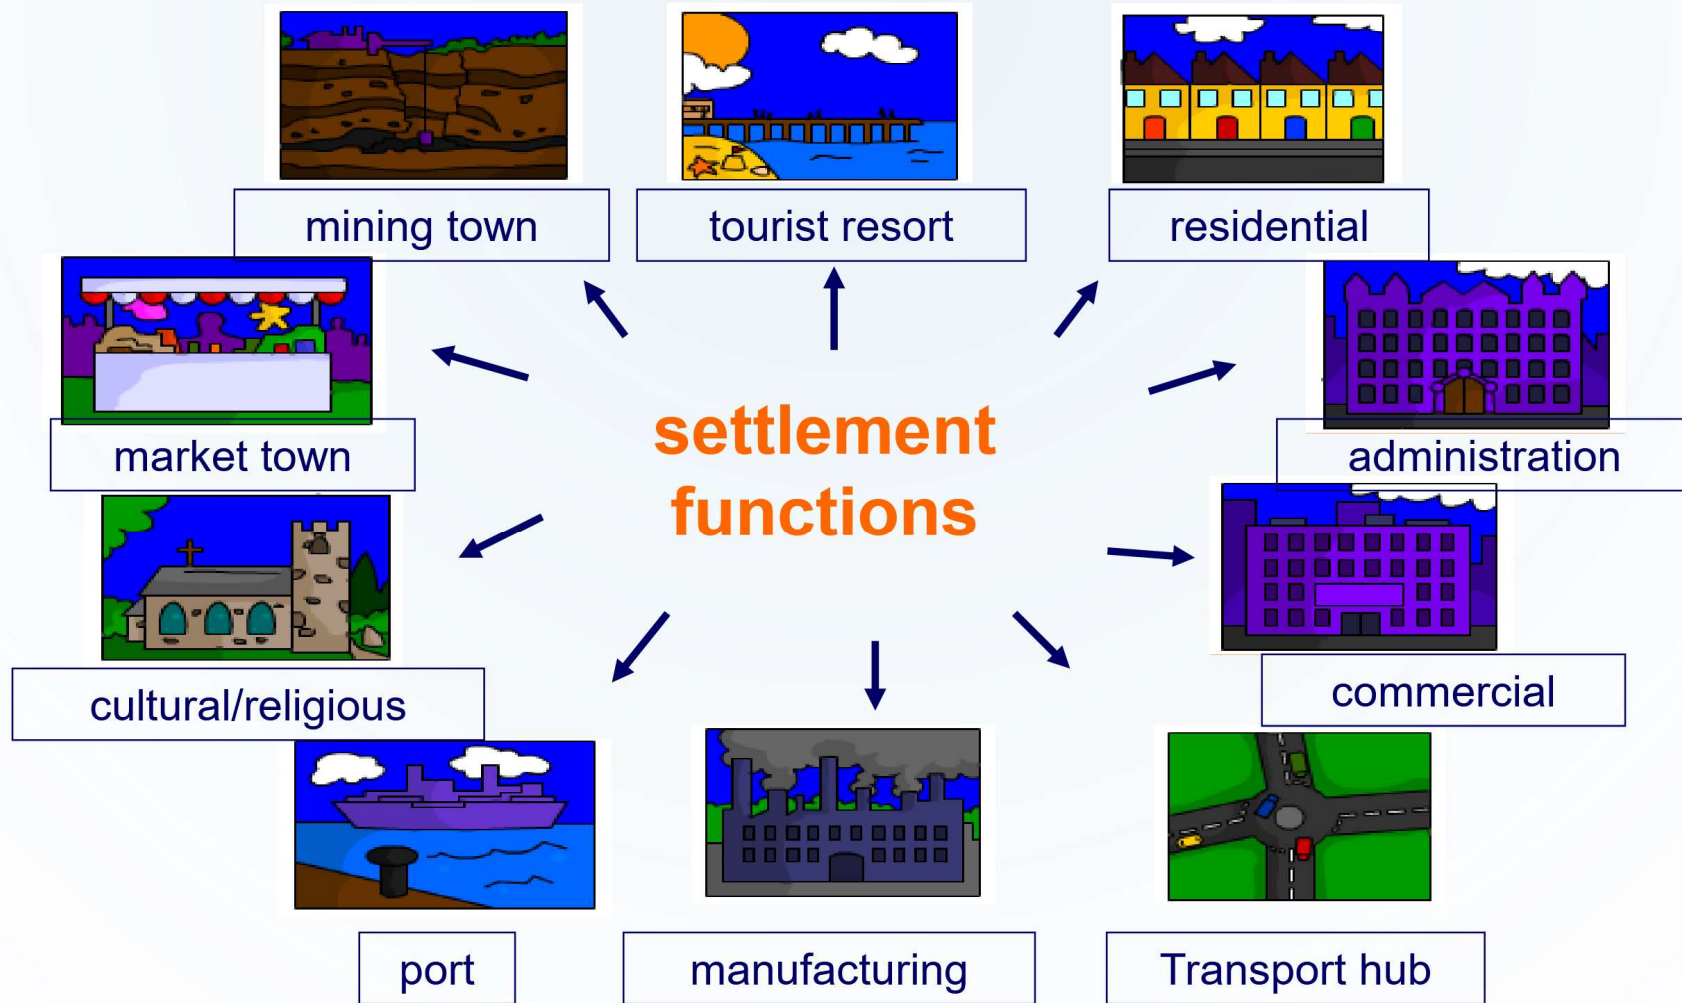 mining town
tourist resort
residential
market town
settlement
functions
administration
cultural/religious
commercial
port
manufacturing
Transport hub